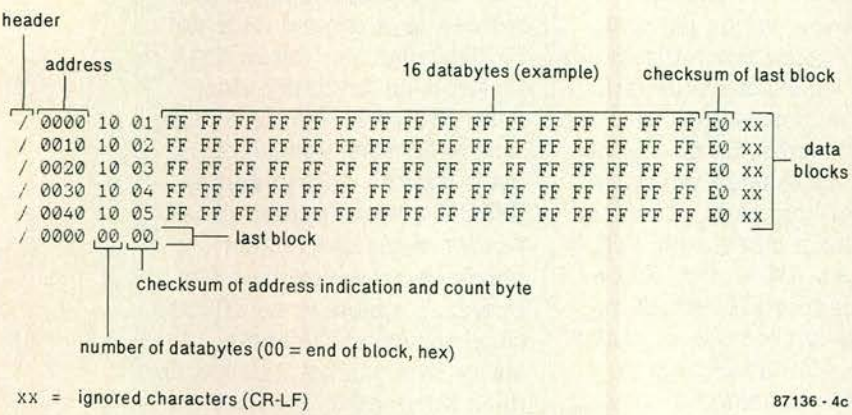 header
address
16 databytes (example)
checksum of last block
/ 0000 10 01 FF FF FF FF FF FF FF FF FF FF FF FF FF FF FF FF E0 xx
/ 0010 10 02 FF FF FF FF FF FF FF FF FF FF FF FF FF FF FF FF E0 xx
/ 0020 10 03 FF FF FF FF FF FF FF FF FF FF FF FF FF FF FF FF E0 xx
/ 0030 10 04 FF FF FF FF FF FF FF FF FF FF FF FF FF FF FF FF E0 xx
/ 0040 10 05 FF FF FF FF FF FF FF FF FF FF FF FF FF FF FF FF E0 xx
data
blocks
/ 0000 00 00
last block
checksum of address indication and count byte
number of databytes (00 = end of block, hex)
xx = ignored characters (CR-LF)
87136 - 4c